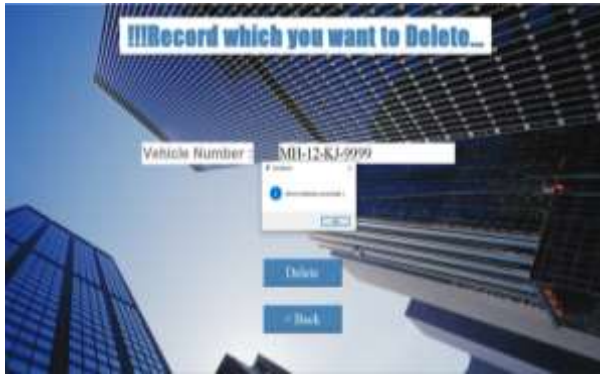 !!!Record which you want to Delete...
Vehicle Number :
MH-12-KJ-9999
Delete
< Back